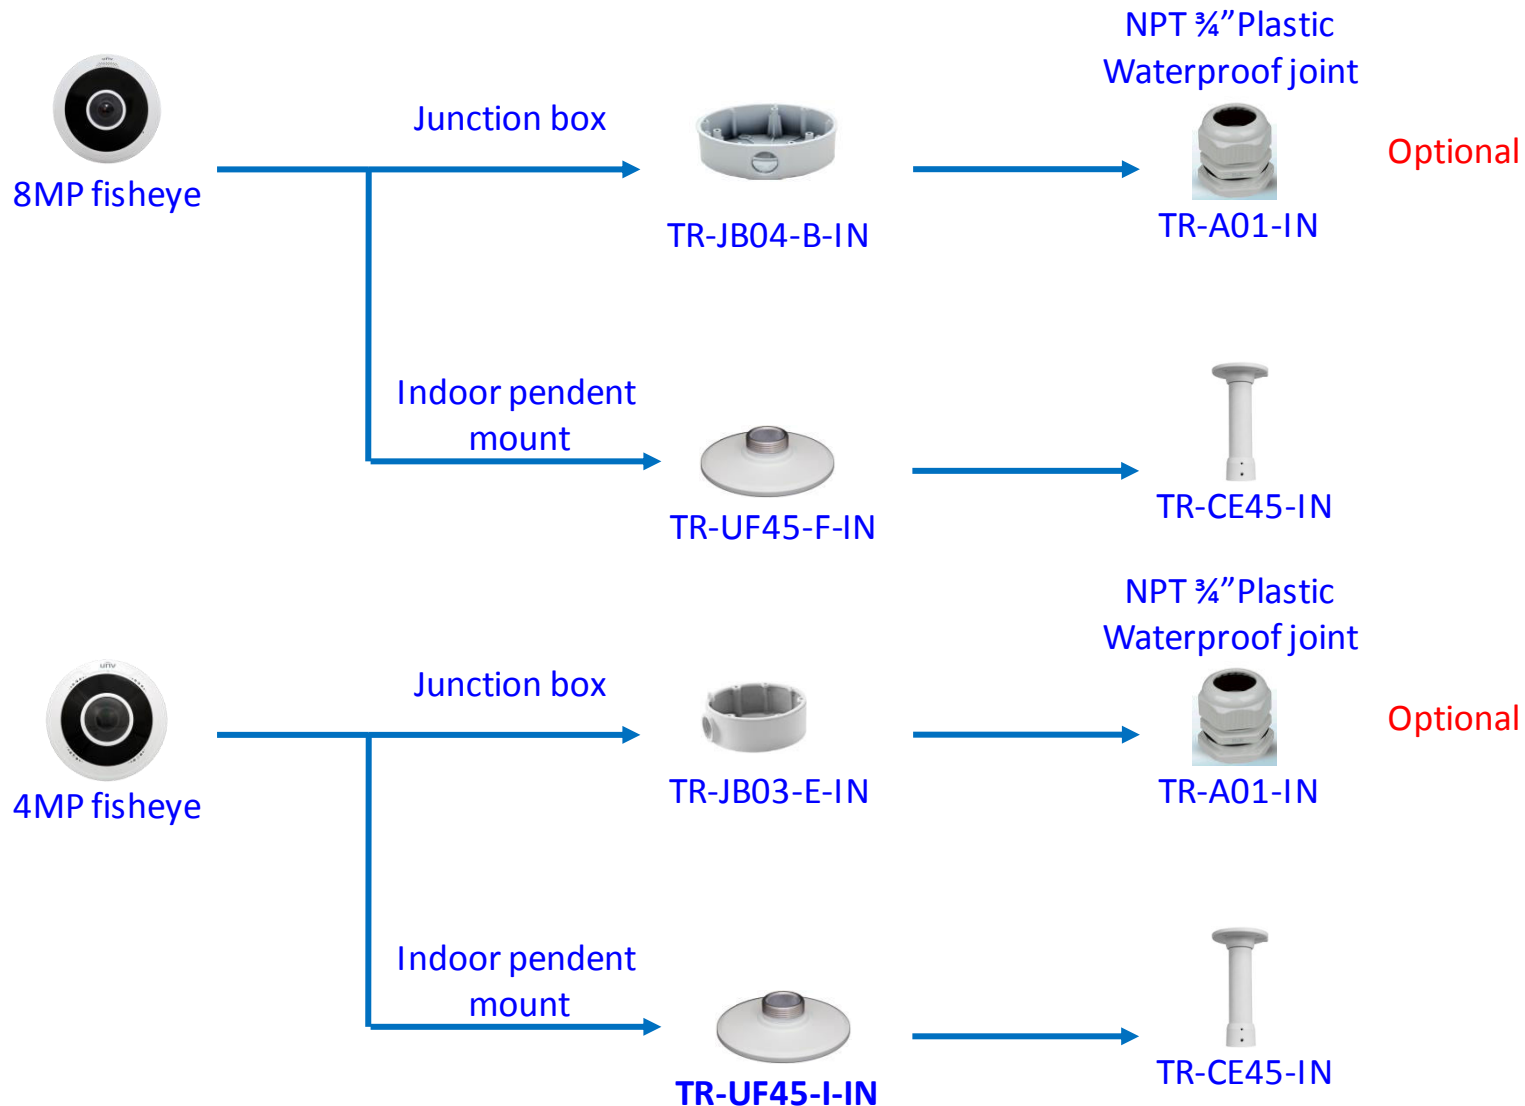 NPT ¾”Plastic
Waterproof joint
unv
Junction box
Optional
8MP fisheye
TR-JB04-B-IN
TR-A01-IN
Indoor pendent
mount
TR-UF45-F-IN
TR-CE45-IN
NPT ¾”Plastic
Waterproof joint
unv
Junction box
Optional
4MP fisheye
TR-JB03-E-IN
TR-A01-IN
Indoor pendent
mount
TR-UF45-I-IN
TR-CE45-IN